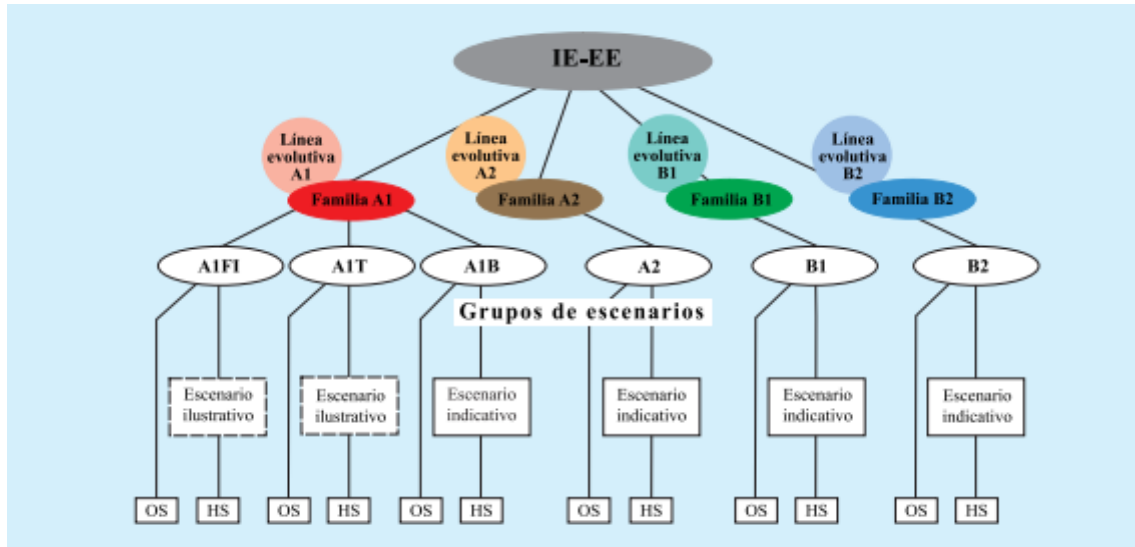 IE-EE
Línea
evolutiva
A1
Línea
evolutiva
A2
Línea
evolutiva
B1
Línea
evolutiva
B2
Familia A1
Familia A2
Familia B1
Familia B2
A1FI
A1T
A1B
A2
B1
B2
Grupos de escenarios
Escenario
ilustrativo
Escenario
ilustrativo
Escenario
indicativo
Escenario
indicativo
Escenario
indicativo
Escenario
indicativo
OS
HS
OS
HS
OS
HS
OS
HS
OS
HS
OS
HS